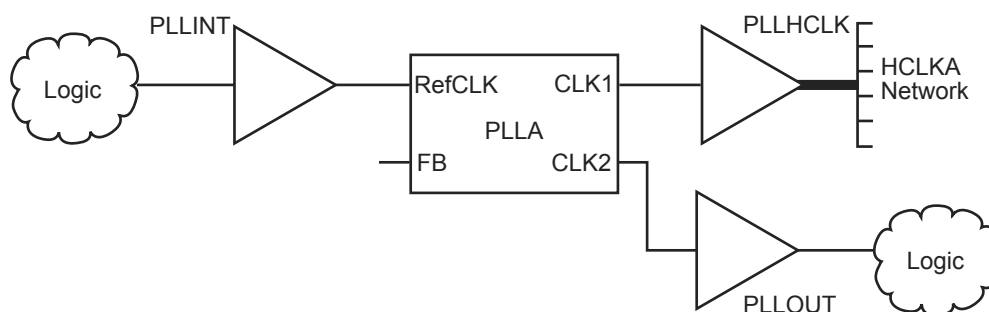 PLLINT
PLLHCLK
Logic
RefCLK
CLK1
HCLKA
Network
PLLA
FB
CLK2
Logic
PLLOUT